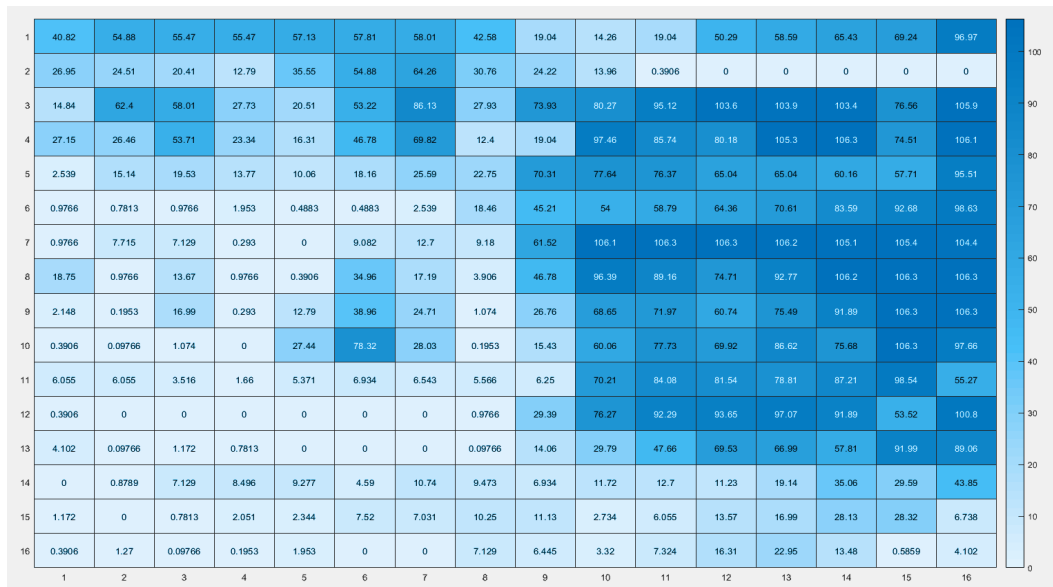 1 40.82 54.88 55.47 55.47 57.13 57.81 58.01 42.58 19.04 14.26 19.04 50.29 58.59 65.43 69.24 96.97
100
2 26.95 24.51 20.41 12.79 35.55 54.88 64.26 30.76 24.22 13.96 0.3906 0 0 0 0 0
90
3 14.84 62.4 58.01 27.73 20.51 53.22 86.13 27.93 73.93 80.27 95.12 103.6 103.9 103.4 76.56 105.9
4 27.15 26.46 53.71 23.34 16.31 46.78 69.82 12.4 19.04 97.46 85.74 80.18 105.3 106.3 74.51 106.1
80
5 2.539 15.14 19.53 13.77 10.06 18.16 25.59 22.75 70.31 77.64 76.37 65.04 65.04 60.16 57.71 95.51
70
6 0.9766 0.7813 0.9766 1.953 0.4883 0.4883 2.539 18.46 45.21 54 58.79 64.36 70.61 83.59 92.68 98.63
7 0.9766 7.715 7.129 0.293 0 9.082 12.7 9.18 61.52 106.1 106.3 106.3 106.2 105.1 105.4 104.4
60
8 18.75 0.9766 13.67 0.9766 0.3906 34.96 17.19 3.906 46.78 96.39 89.16 74.71 92.77 106.2 106.3 106.3
50
9 2.148 0.1953 16.99 0.293 12.79 38.96 24.71 1.074 26.76 68.65 71.97 60.74 75.49 91.89 106.3 106.3
10 0.3906 0.09766 1.074 0 27.44 78.32 28.03 0.1953 15.43 60.06 77.73 69.92 86.62 75.68 106.3 97.66
40
11 6.055 6.055 3.516 1.66 5.371 6.934 6.543 5.566 6.25 70.21 84.08 81.54 78.81 87.21 98.54 55.27
30
12 0.3906 0 0 0 0 0 0 0.9766 29.39 76.27 92.29 93.65 97.07 91.89 53.52 100.8
13 4.102 0.09766 1.172 0.7813 0 0 0 0.09766 14.06 29.79 47.66 69.53 66.99 57.81 91.99 89.06
20
14 0 0.8789 7.129 8.496 9.277 4.59 10.74 9.473 6.934 11.72 12.7 11.23 19.14 35.06 29.59 43.85
10
15 1.172 0 0.7813 2.051 2.344 7.52 7.031 10.25 11.13 2.734 6.055 13.57 16.99 28.13 28.32 6.738
16 0.3906 1.27 0.09766 0.1953 1.953 0 0 7.129 6.445 3.32 7.324 16.31 22.95 13.48 0.5859 4.102
0
1 2 3 4 5 6 7 8 9 10 11 12 13 14 15 16